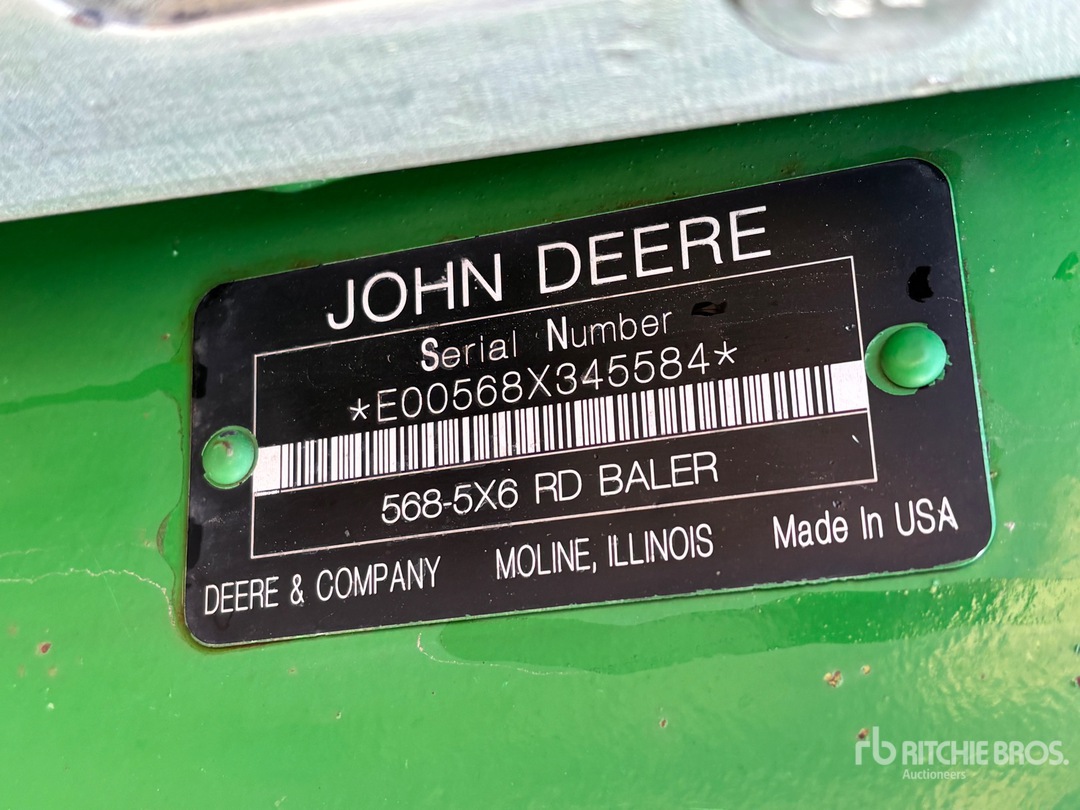 JOHN DEERE
Serial Number
*E00568X345584*
568-5X6 RD BALER
DEERE & COMPANY MOLINE, ILLINOIS Made In USA
rb RITCHIE BROS.
Auctioneers